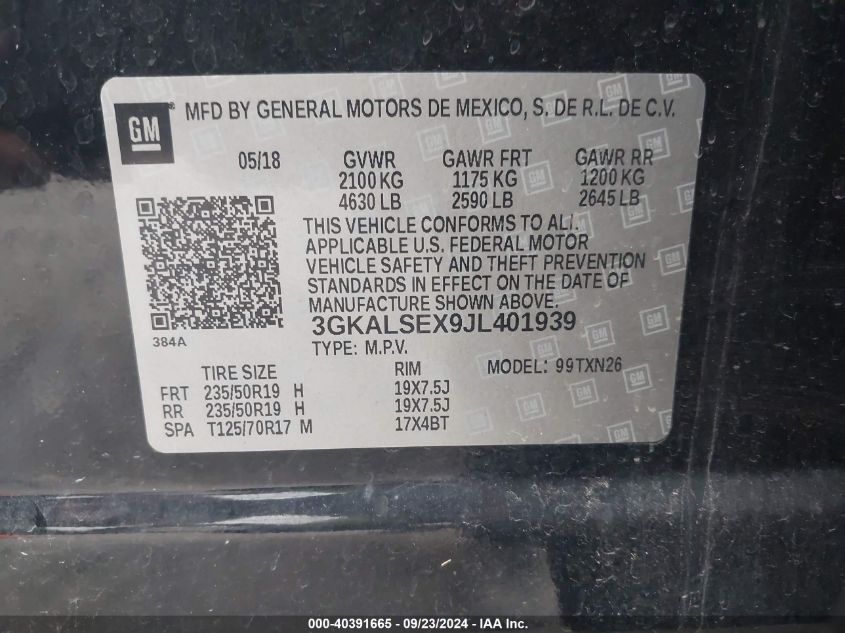 GM
MFD BY GENERAL MOTORS DE MEXICO, S. DE R.L. DE C.V.
05/18 GVWR GAWR FRT GAWR RR
2100 KG 1175 KG 1200 KG
4630 LB 2590 LB 2645 LB
THIS VEHICLE CONFORMS TO ALL
APPLICABLE U.S. FEDERAL MOTOR
VEHICLE SAFETY AND THEFT PREVENTION
STANDARDS IN EFFECT ON THE DATE OF
MANUFACTURE SHOWN ABOVE.
3GKALSEX9JL401939
384A
TYPE: M.P.V.
TIRE SIZE RIM MODEL: 99TXN26
FRT 235/50R19 H 19X7.5J
RR 235/50R19 H 19X7.5J
SPA T125/70R17 M 17X4BT
000-40391665 - 09/23/2024 - IAA Inc.